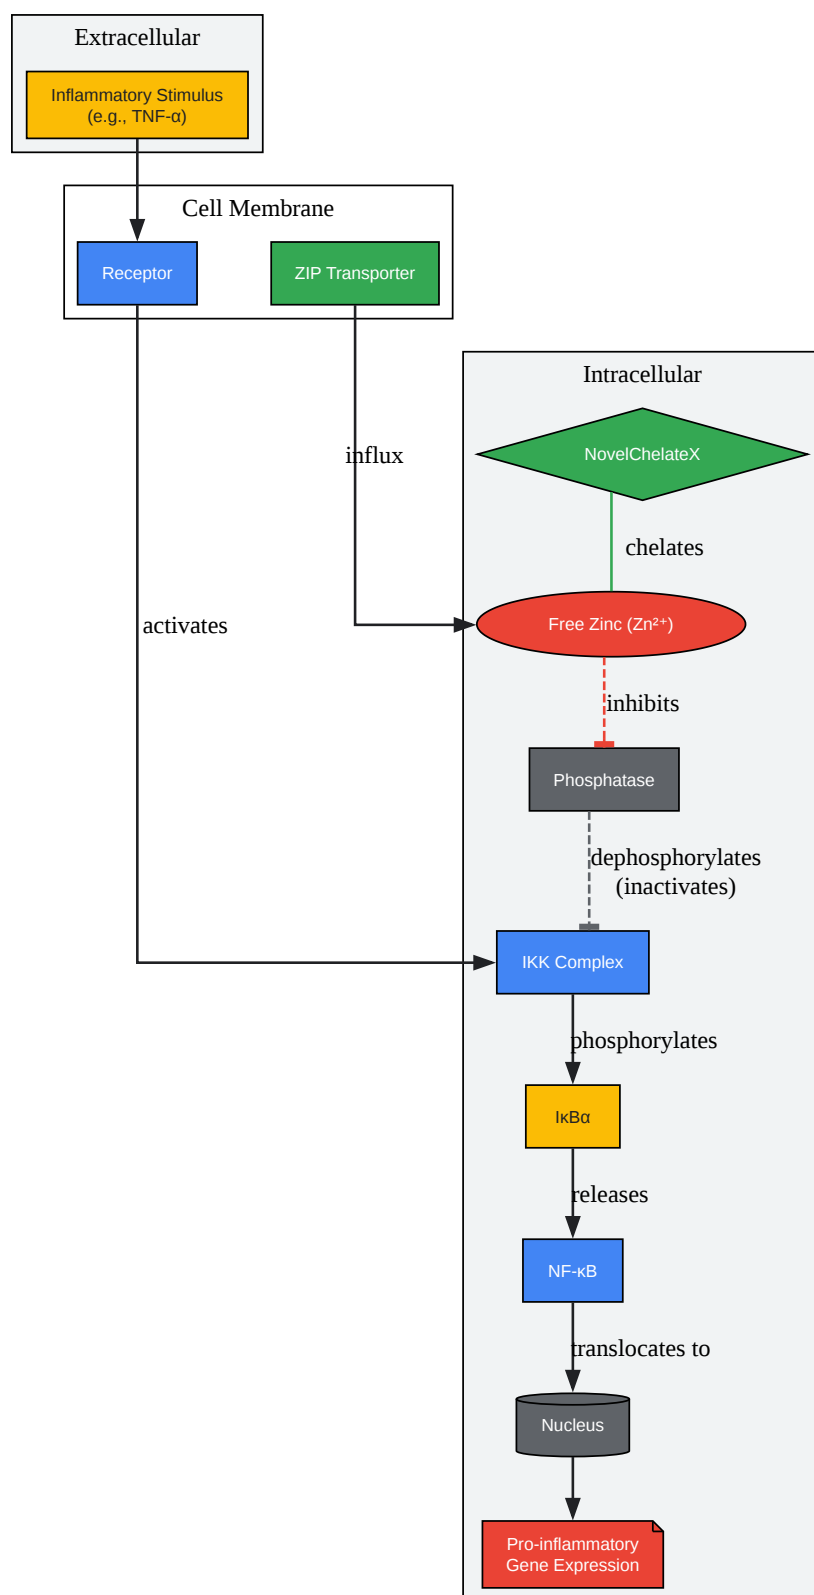 Extracellular
Inflammatory Stimulus
(e.g., TNF-α)
Cell Membrane
Receptor
ZIP Transporter
Intracellular
NovelChelateX
influx
chelates
activates
Free Zinc (Zn²⁺)
inhibits
Phosphatase
dephosphorylates
(inactivates)
IKK Complex
phosphorylates
IκBα
releases
NF-κB
translocates to
Nucleus
Pro-inflammatory
Gene Expression